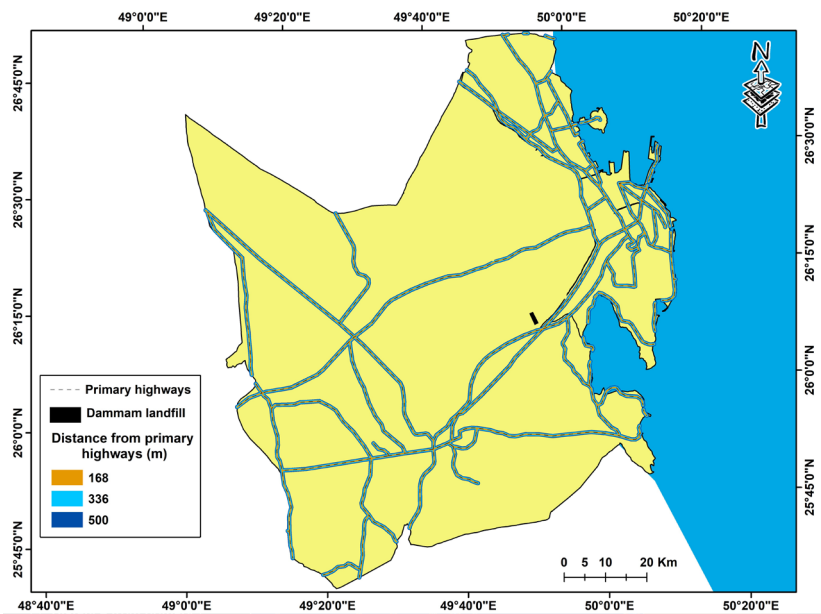 49°0'0"E 49°20'0"E 49°40'0"E 50°0'0"E 50°20'0"E
N
26°45'0"N
26°30'0"N
26°15'0"N
26°0'0"N
25°45'0"N
26°30'0"N
26°15'0"N
26°0'0"N
25°45'0"N
Primary highways
Dammam landfill
Distance from primary
highways (m)
168
336
500
0 5 10 20 Km
48°40'0"E 49°0'0"E 49°20'0"E 49°40'0"E 50°0'0"E 50°20'0"E